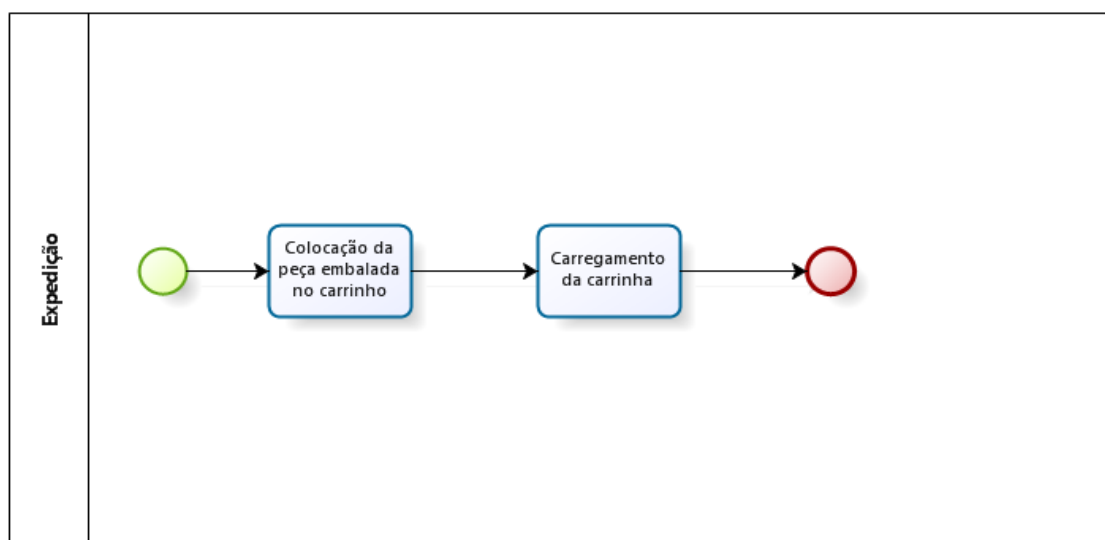 Expedição
Colocação da
peça embalada
no carrinho
Carregamento
da carrinha